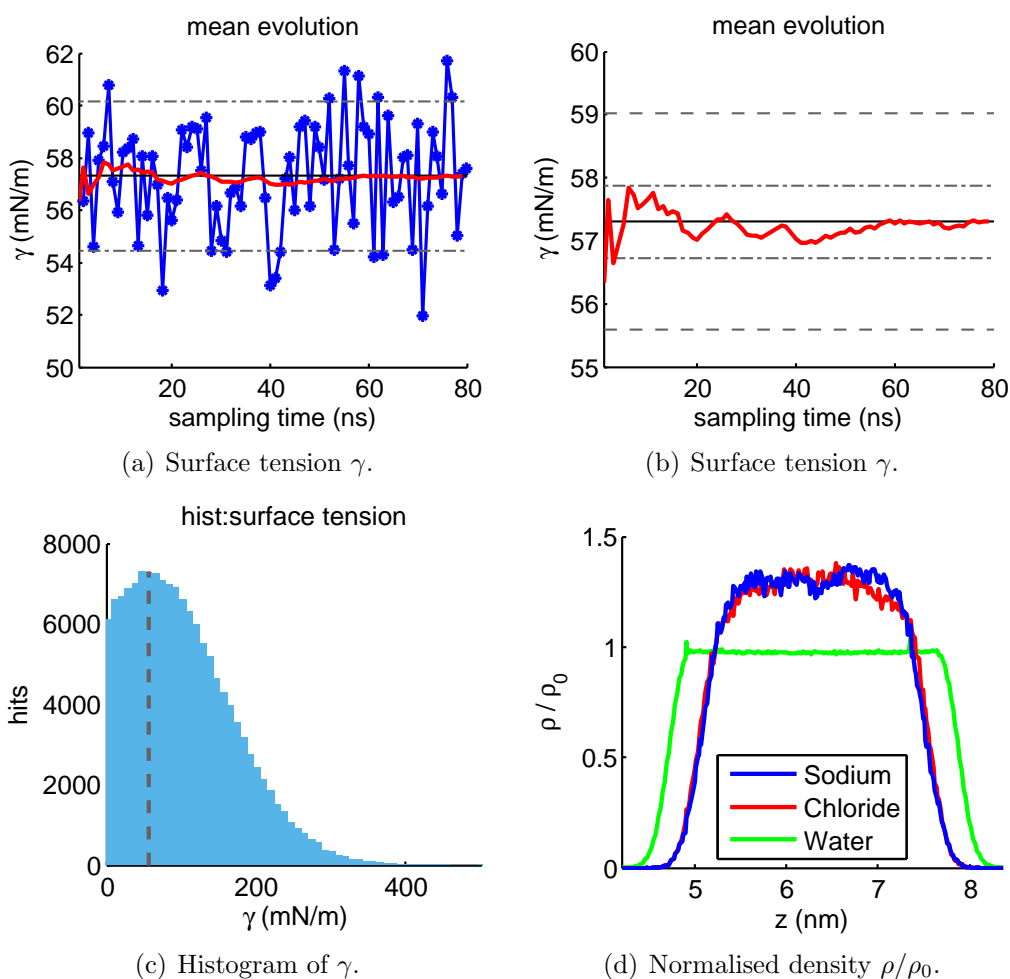 mean evolution
62
60
58
56
54
52
50
γ (mN/m)
20 40 60 80
sampling time (ns)
(a) Surface tension γ.
mean evolution
60
59
58
57
56
55
γ (mN/m)
20 40 60 80
sampling time (ns)
(b) Surface tension γ.
hist:surface tension
8000
6000
4000
2000
0
hits
0 200 400
γ (mN/m)
(c) Histogram of γ.
1.5
1
0.5
0
ρ / ρ0
Sodium
Chloride
Water
5 6 7 8
z (nm)
(d) Normalised density ρ/ρ0.